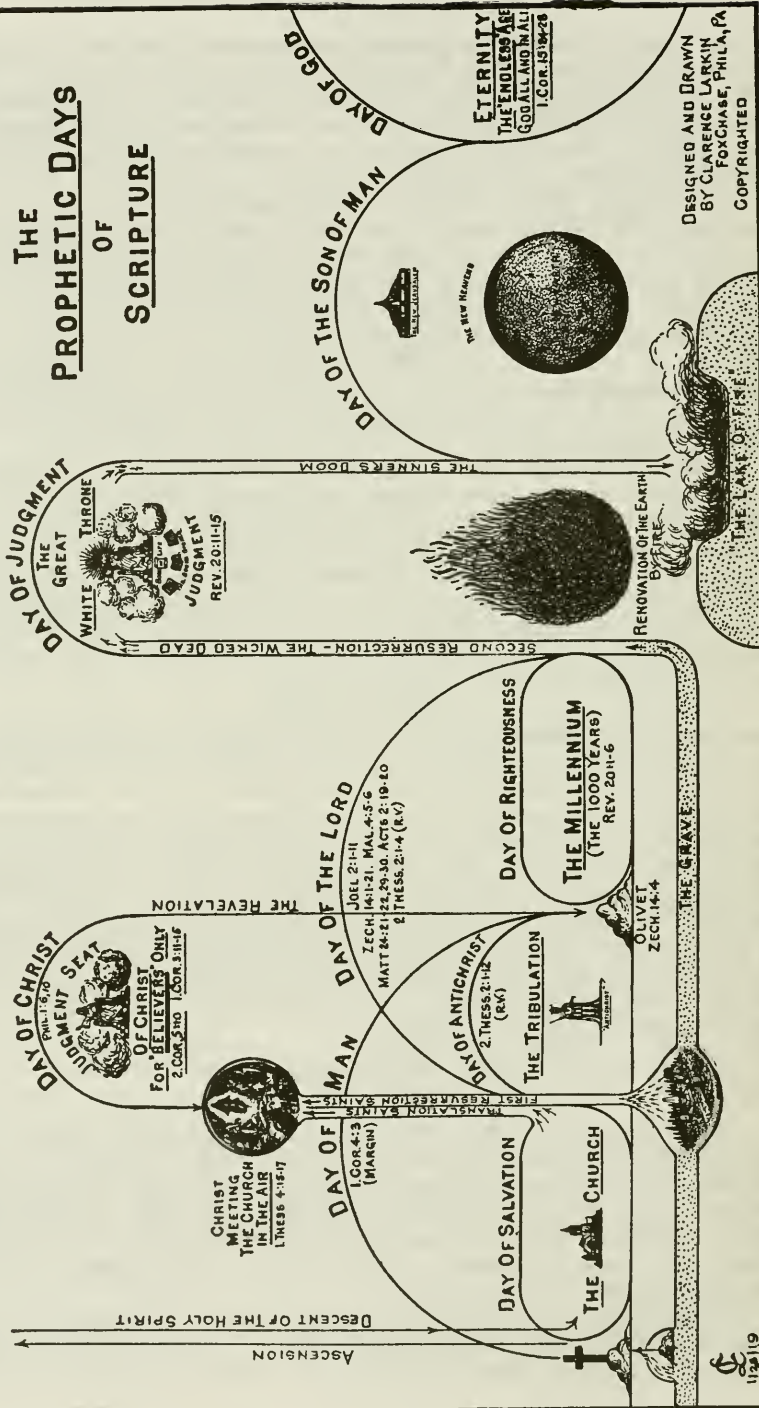 THE
PROPHETIC DAYS
OF
SCRIPTURE
ASCENSION
DESCENT OF THE HOLY SPIRIT
DAY OF SALVATION
THE CHURCH
DAY OF MAN
1.COR.4:3
(MARGIN)
CHRIST
MEETING
THE CHURCH
IN THE AIR
1.THESS 4:15-17
TRANSLATION SAINTS
FIRST RESURRECTION SAINTS
DAY OF CHRIST
PHIL.1:6,10
JUDGMENT SEAT
OF CHRIST
FOR "BELIEVERS" ONLY
2.COR.5:10 1.COR.3:11-15
THE REVELATION
DAY OF THE LORD
JOEL 2:1-11
ZECH. 14:1-21. MAL.4:5-6
MATT 24:21-22,29-30. ACTS 2:19-20
2 THESS. 2:1-4 (R.V.)
DAY OF ANTICHRIST
2.THESS.2:1-12
(R.V.)
THE TRIBULATION
ANTICHRIST
OLIVET
ZECH.14:4
DAY OF RIGHTEOUSNESS
THE MILLENNIUM
(THE 1000 YEARS)
REV. 20:1-6
THE GRAVE
SECOND RESURRECTION - THE WICKED DEAD
DAY OF JUDGMENT
THE
GREAT
WHITE THRONE
JUDGMENT
REV. 20:11-15
RENOVATION OF THE EARTH
BY FIRE
THE SINNERS DOOM
"THE LAKE OF FIRE"
DAY OF THE SON OF MAN
THE NEW JERUSALEM
THE NEW HEAVENS
DAY OF GOD
ETERNITY
THE "ENDLESS" AGE
GOD ALL AND IN ALL
1.COR.15:24-28
DESIGNED AND DRAWN
BY CLARENCE LARKIN
FOXCHASE, PHIL'A, PA
COPYRIGHTED